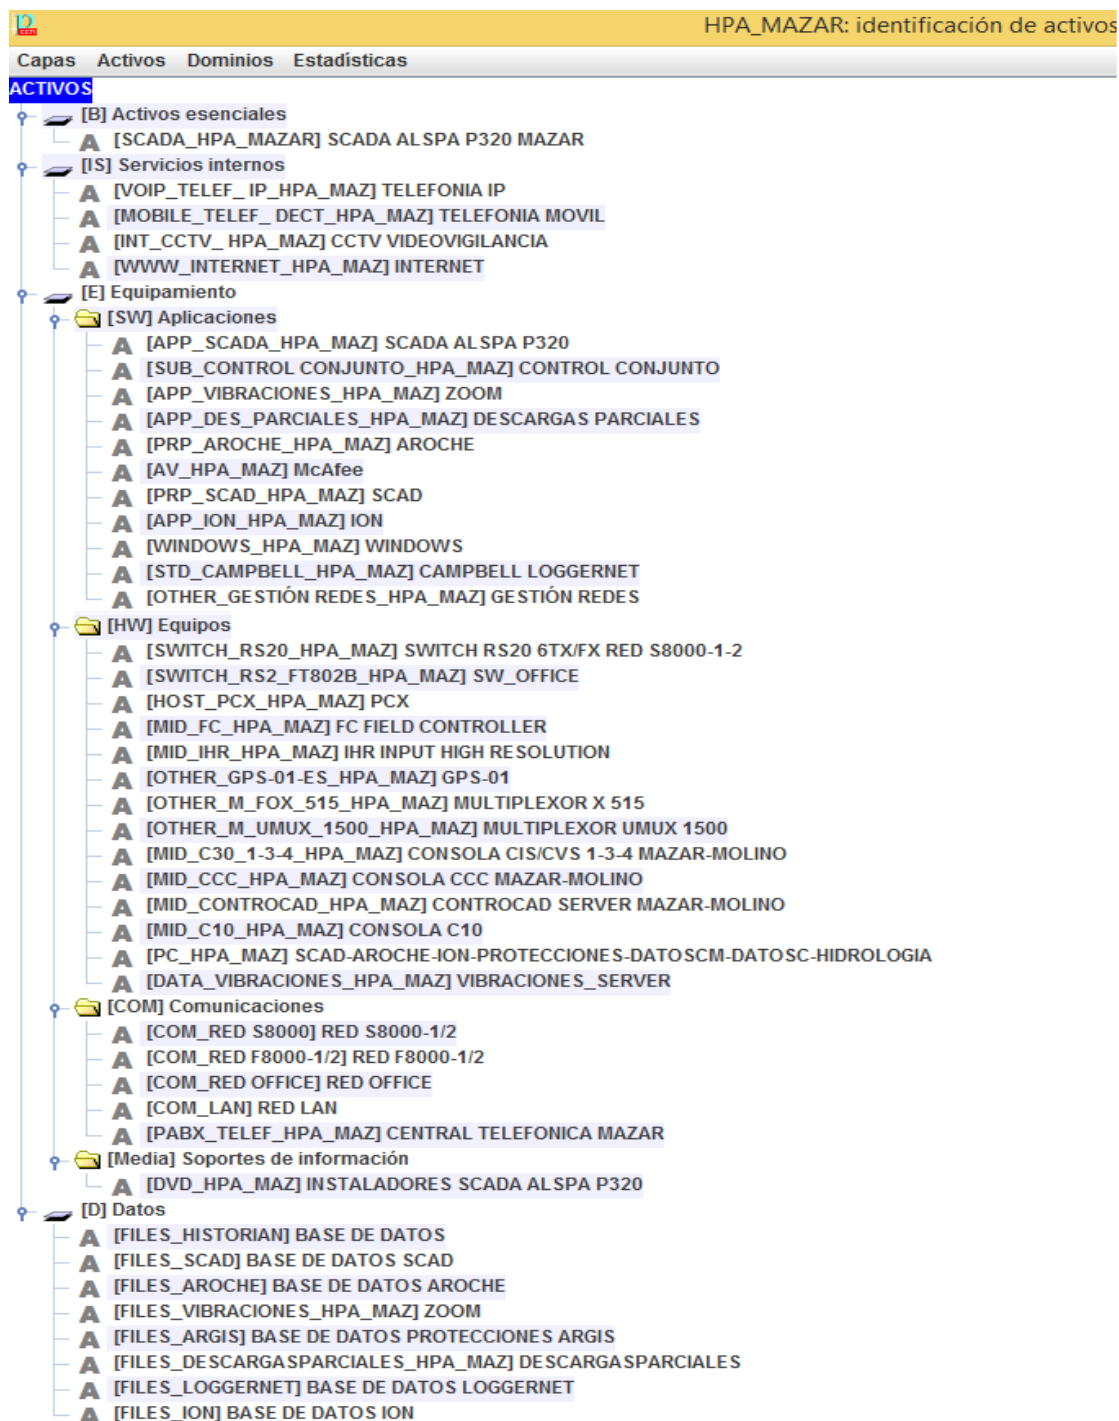 HPA_MAZAR: identificación de activos
Capas Activos Dominios Estadísticas
ACTIVOS
[B] Activos esenciales
[SCADA_HPA_MAZAR] SCADA ALSPA P320 MAZAR
[IS] Servicios internos
[VOIP_TELEF_ IP_HPA_MAZ] TELEFONIA IP
[MOBILE_TELEF_ DECT_HPA_MAZ] TELEFONIA MOVIL
[INT_CCTV_ HPA_MAZ] CCTV VIDEOVIGILANCIA
[WWW_INTERNET_HPA_MAZ] INTERNET
[E] Equipamiento
[SW] Aplicaciones
[APP_SCADA_HPA_MAZ] SCADA ALSPA P320
[SUB_CONTROL CONJUNTO_HPA_MAZ] CONTROL CONJUNTO
[APP_VIBRACIONES_HPA_MAZ] ZOOM
[APP_DES_PARCIALES_HPA_MAZ] DESCARGAS PARCIALES
[PRP_AROCHE_HPA_MAZ] AROCHE
[AV_HPA_MAZ] McAfee
[PRP_SCAD_HPA_MAZ] SCAD
[APP_ION_HPA_MAZ] ION
[WINDOWS_HPA_MAZ] WINDOWS
[STD_CAMPBELL_HPA_MAZ] CAMPBELL LOGGERNET
[OTHER_GESTIÓN REDES_HPA_MAZ] GESTIÓN REDES
[HW] Equipos
[SWITCH_RS20_HPA_MAZ] SWITCH RS20 6TX/FX RED S8000-1-2
[SWITCH_RS2_FT802B_HPA_MAZ] SW_OFFICE
[HOST_PCX_HPA_MAZ] PCX
[MID_FC_HPA_MAZ] FC FIELD CONTROLLER
[MID_IHR_HPA_MAZ] IHR INPUT HIGH RESOLUTION
[OTHER_GPS-01-ES_HPA_MAZ] GPS-01
[OTHER_M_FOX_515_HPA_MAZ] MULTIPLEXOR X 515
[OTHER_M_UMUX_1500_HPA_MAZ] MULTIPLEXOR UMUX 1500
[MID_C30_1-3-4_HPA_MAZ] CONSOLA CIS/CVS 1-3-4 MAZAR-MOLINO
[MID_CCC_HPA_MAZ] CONSOLA CCC MAZAR-MOLINO
[MID_CONTROCAD_HPA_MAZ] CONTROCAD SERVER MAZAR-MOLINO
[MID_C10_HPA_MAZ] CONSOLA C10
[PC_HPA_MAZ] SCAD-AROCHE-ION-PROTECCIONES-DATOSCM-DATOSC-HIDROLOGIA
[DATA_VIBRACIONES_HPA_MAZ] VIBRACIONES_SERVER
[COM] Comunicaciones
[COM_RED S8000] RED S8000-1/2
[COM_RED F8000-1/2] RED F8000-1/2
[COM_RED OFFICE] RED OFFICE
[COM_LAN] RED LAN
[PABX_TELEF_HPA_MAZ] CENTRAL TELEFONICA MAZAR
[Media] Soportes de información
[DVD_HPA_MAZ] INSTALADORES SCADA ALSPA P320
[D] Datos
[FILES_HISTORIAN] BASE DE DATOS
[FILES_SCAD] BASE DE DATOS SCAD
[FILES_AROCHE] BASE DE DATOS AROCHE
[FILES_VIBRACIONES_HPA_MAZ] ZOOM
[FILES_ARGIS] BASE DE DATOS PROTECCIONES ARGIS
[FILES_DESCARGASPARCIALES_HPA_MAZ] DESCARGASPARCIALES
[FILES_LOGGERNET] BASE DE DATOS LOGGERNET
[FILES_ION] BASE DE DATOS ION